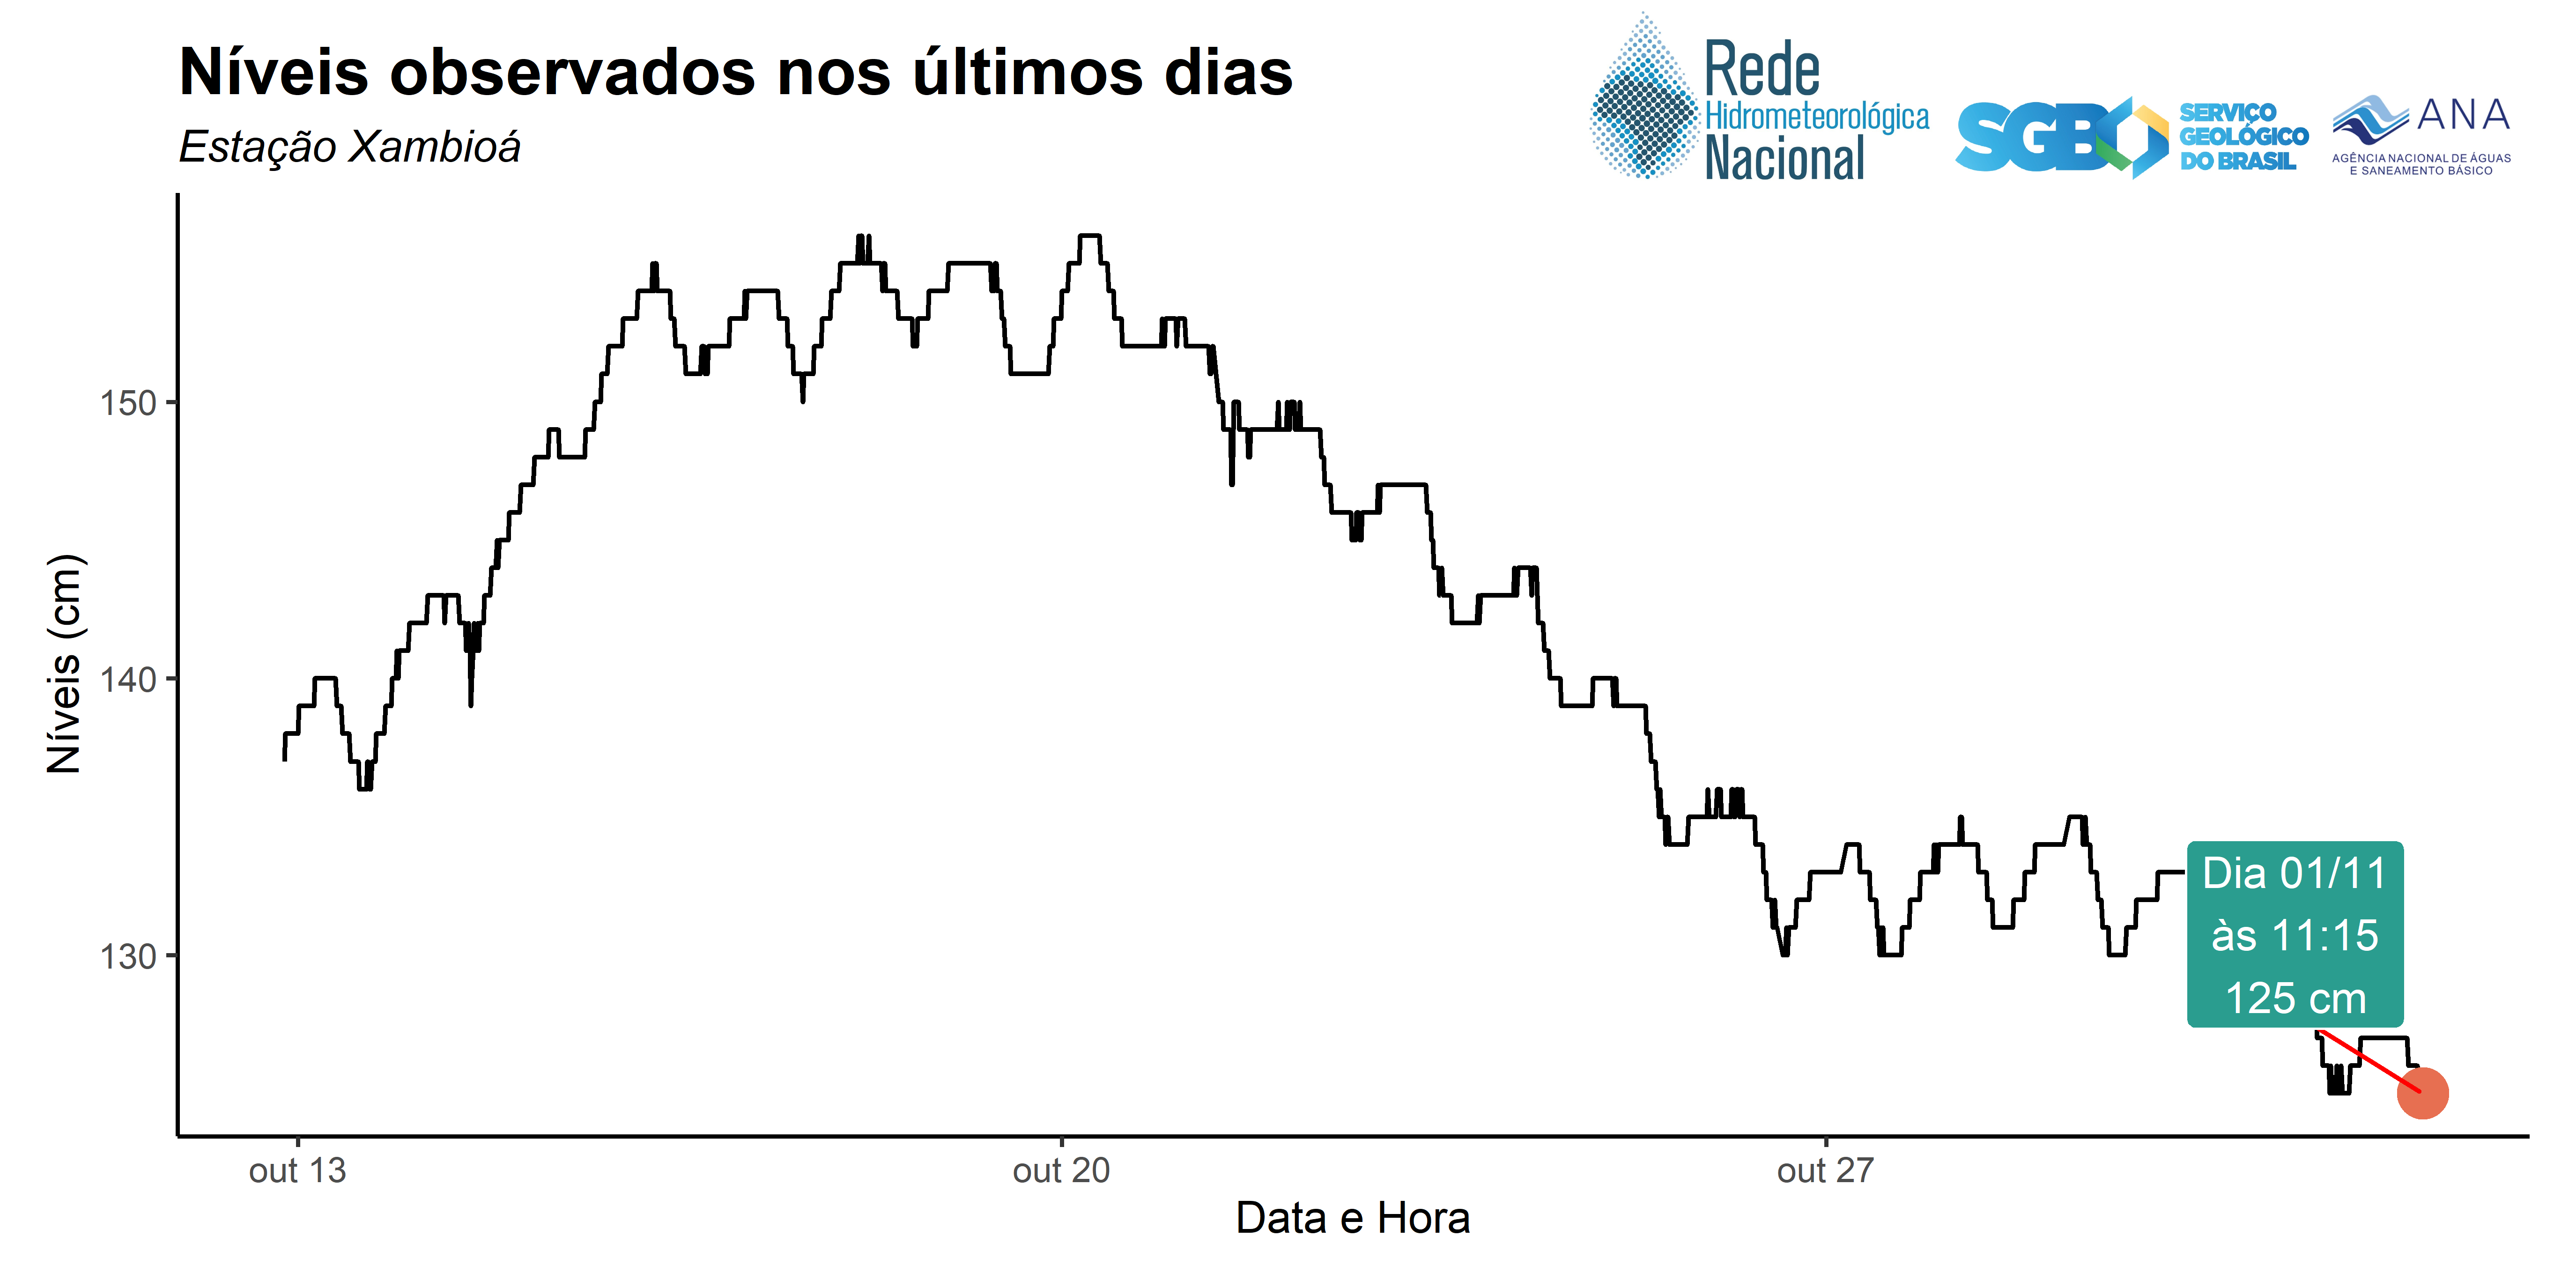 Níveis observados nos últimos dias
Estação Xambioá
Rede
Hidrometeorológica
Nacional
SGB
SERVIÇO
GEOLÓGICO
DO BRASIL
ANA
AGÊNCIA NACIONAL DE ÁGUAS
E SANEAMENTO BÁSICO
Níveis (cm)
150
140
130
Dia 01/11
às 11:15
125 cm
out 13
out 20
out 27
Data e Hora